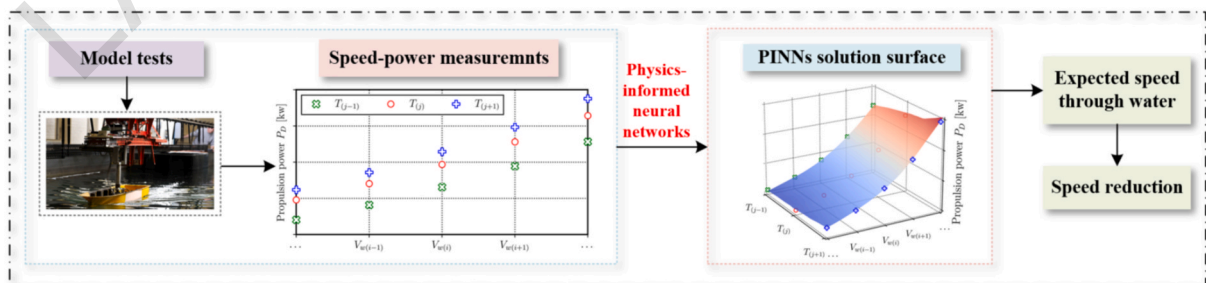 Model tests
Speed-power measuremnts
T(j−1) T(j) T(j+1)
Propulsion power P_D [kw]
... V_w(i−1) V_w(i) V_w(i+1) ...
Physics-
informed
neural
networks
PINNs solution surface
Propulsion power P_D [kw]
T(j−1)
T(j)
T(j+1)
... V_w(i−1) V_w(i) V_w(i+1) ...
Expected speed
through water
Speed reduction